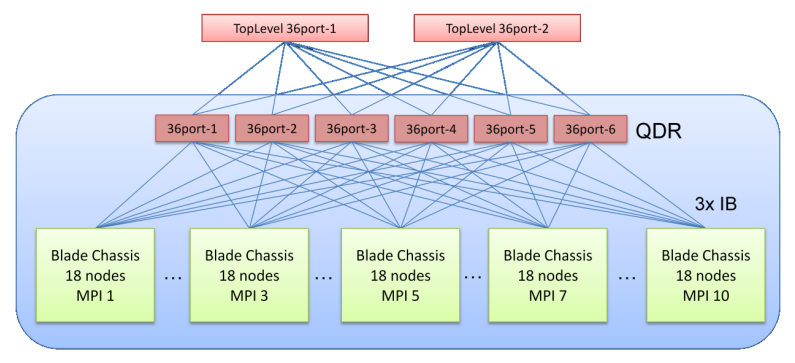 TopLevel 36port-1
TopLevel 36port-2
36port-1
36port-2
36port-3
36port-4
36port-5
36port-6
QDR
3x IB
Blade Chassis
18 nodes
MPI 1
...
Blade Chassis
18 nodes
MPI 3
...
Blade Chassis
18 nodes
MPI 5
...
Blade Chassis
18 nodes
MPI 7
...
Blade Chassis
18 nodes
MPI 10